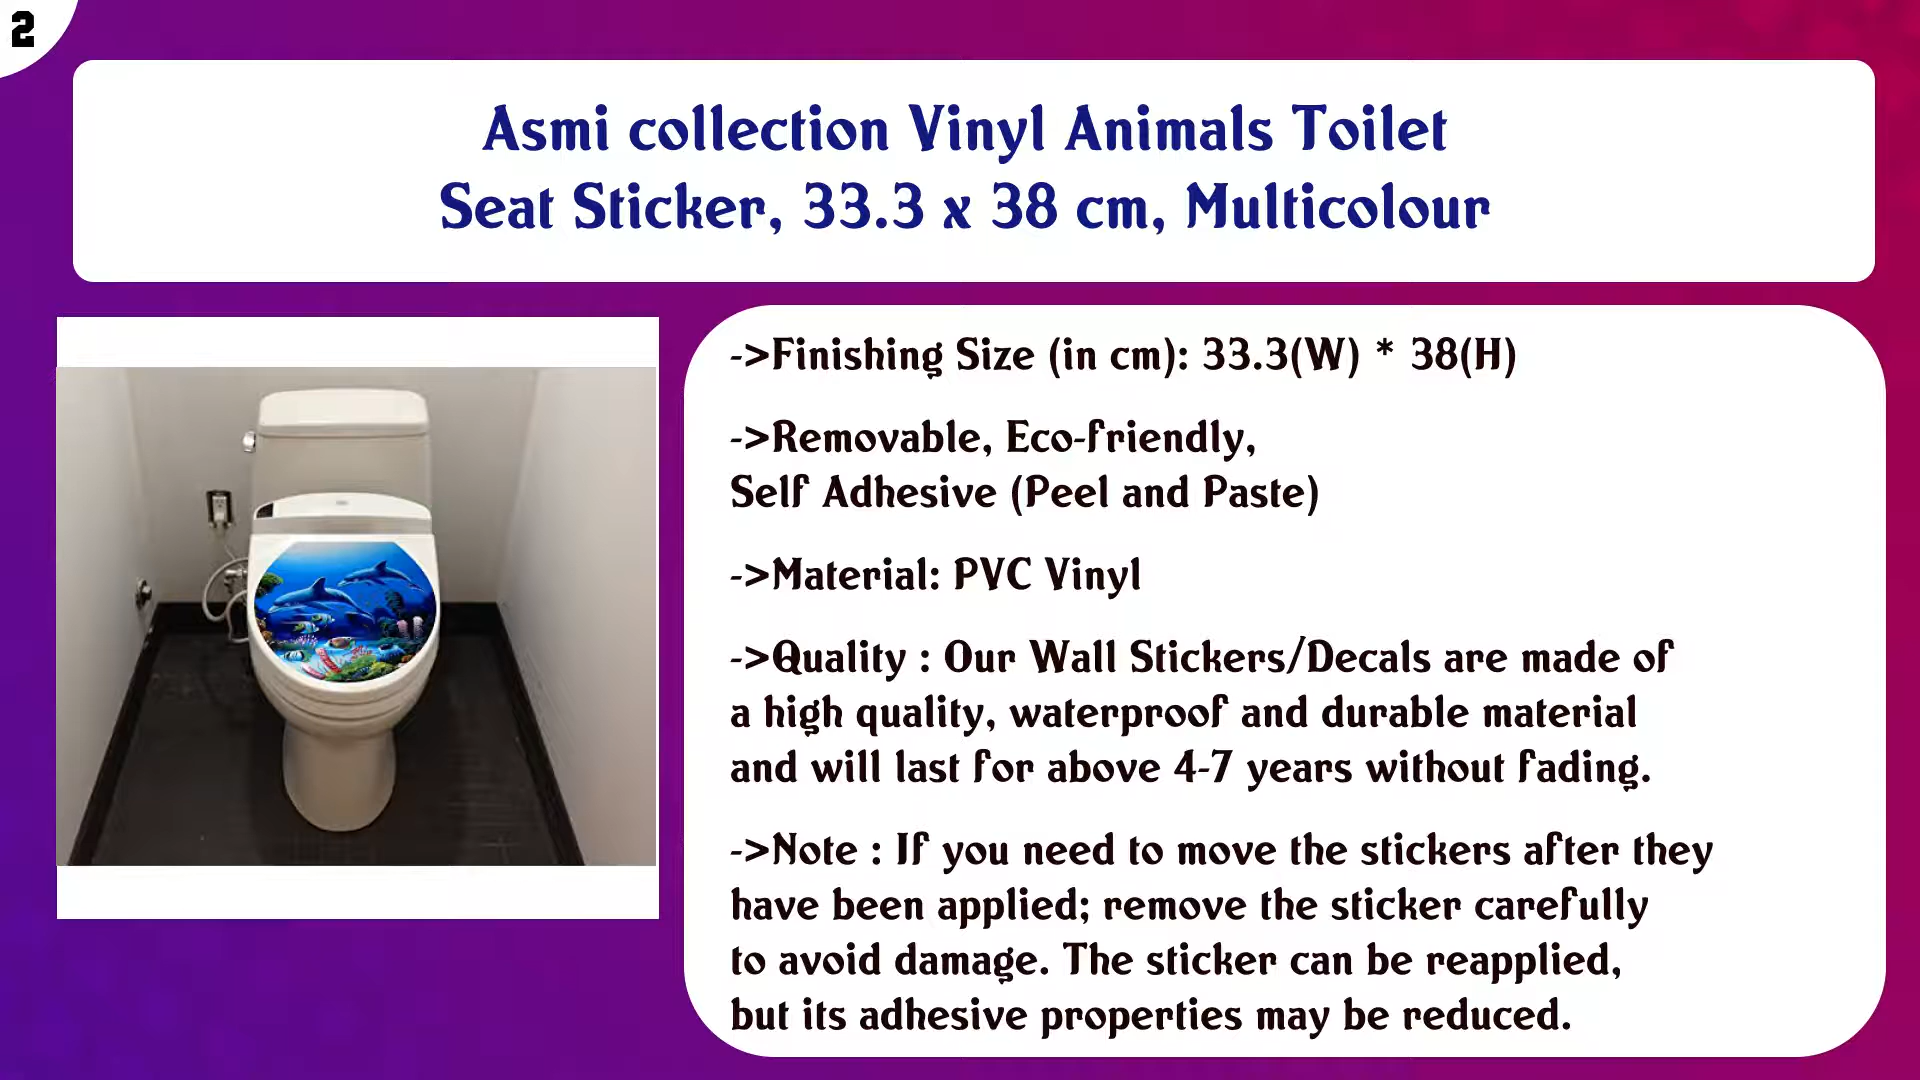 2
Asmi collection Vinyl Animals Toilet
Seat Sticker, 33.3 x 38 cm, Multicolour
->Finishing Size (in cm): 33.3(W) * 38(H)
->Removable, Eco-friendly,
Self Adhesive (Peel and Paste)
->Material: PVC Vinyl
->Quality : Our Wall Stickers/Decals are made of
a high quality, waterproof and durable material
and will last for above 4-7 years without fading.
->Note : If you need to move the stickers after they
have been applied; remove the sticker carefully
to avoid damage. The sticker can be reapplied,
but its adhesive properties may be reduced.